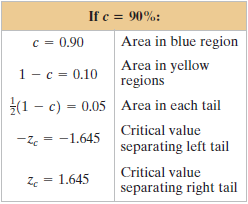 If c = 90%:
c = 0.90 Area in blue region
1 − c = 0.10 Area in yellow
regions
½(1 − c) = 0.05 Area in each tail
−z_c = −1.645 Critical value
separating left tail
z_c = 1.645 Critical value
separating right tail